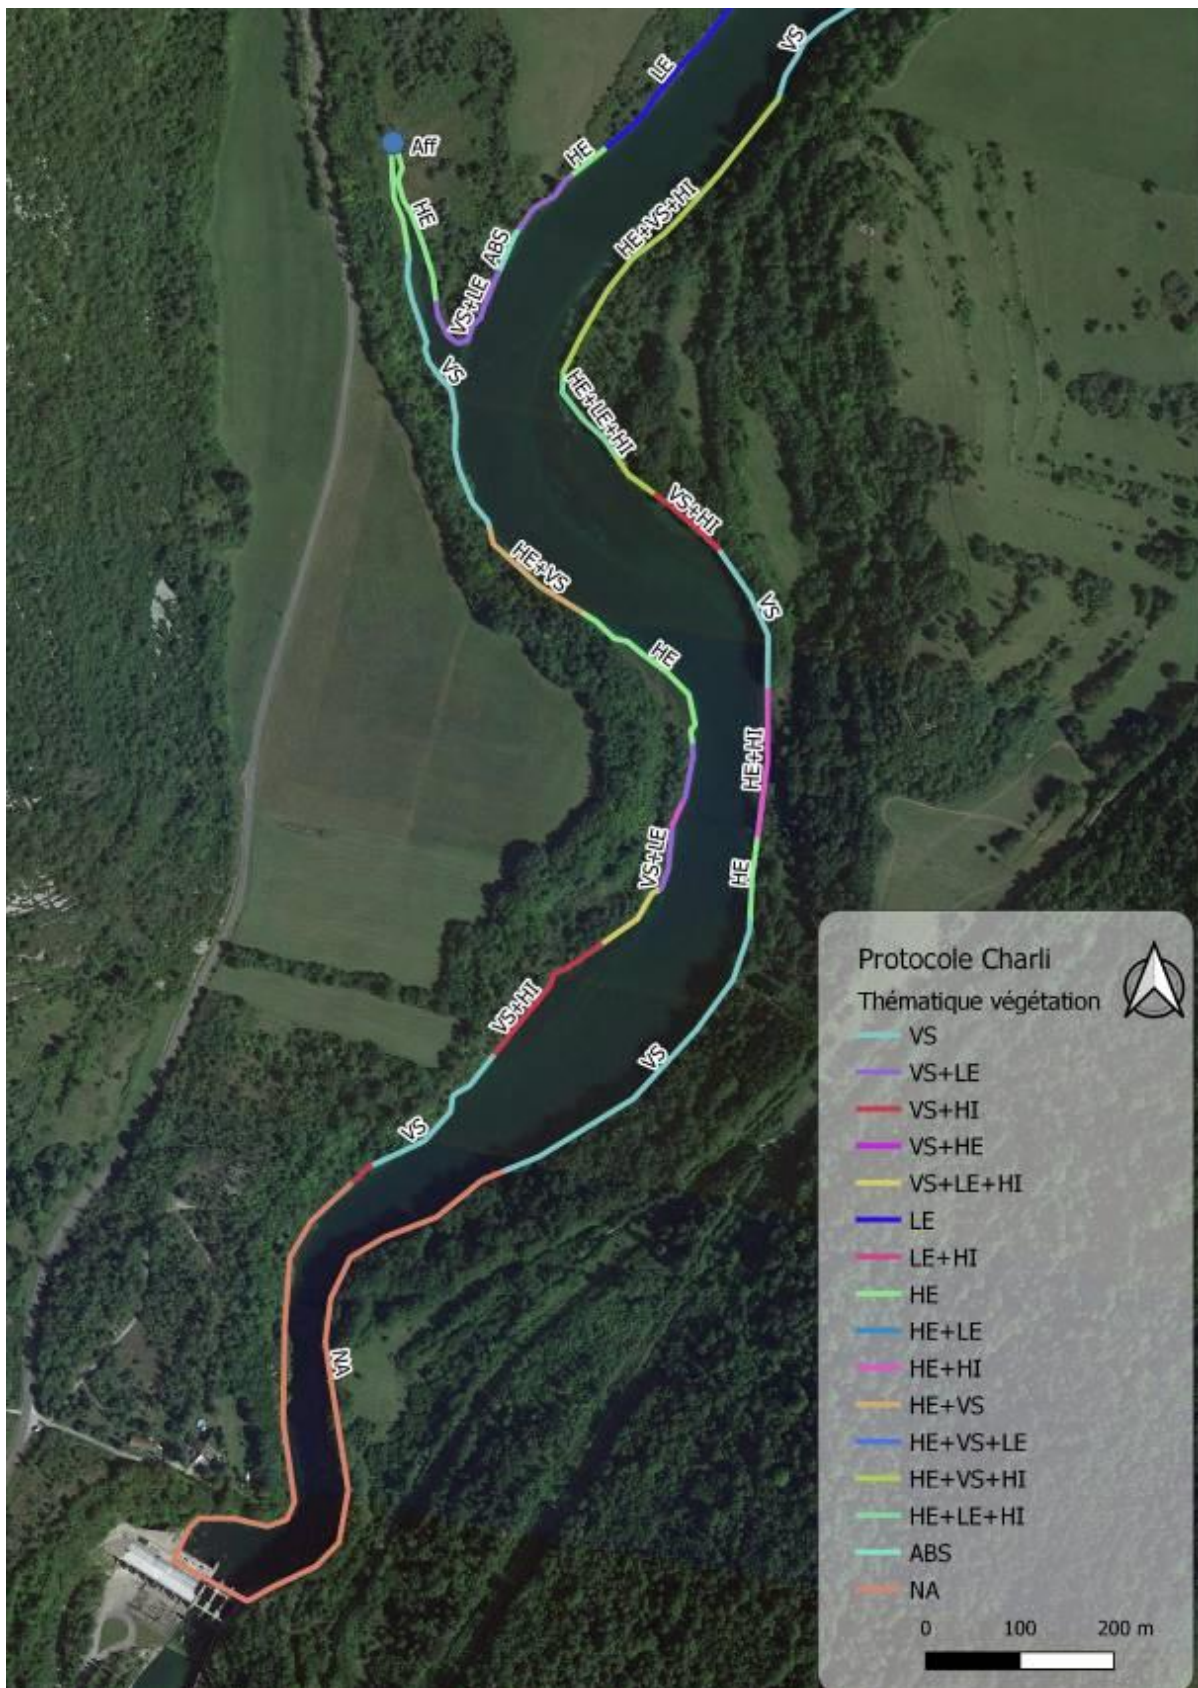 VS
LE
Aff
HE
HE
HE+VS+HI
ABS
VS+LE
VS
HE+LE+HI
VS+HI
HE+VS
VS
HE
HE+HI
VS+LE
HE
VS+HI
VS
VS
NA
Protocole Charli
Thématique végétation
VS
VS+LE
VS+HI
VS+HE
VS+LE+HI
LE
LE+HI
HE
HE+LE
HE+HI
HE+VS
HE+VS+LE
HE+VS+HI
HE+LE+HI
ABS
NA
0 100 200 m